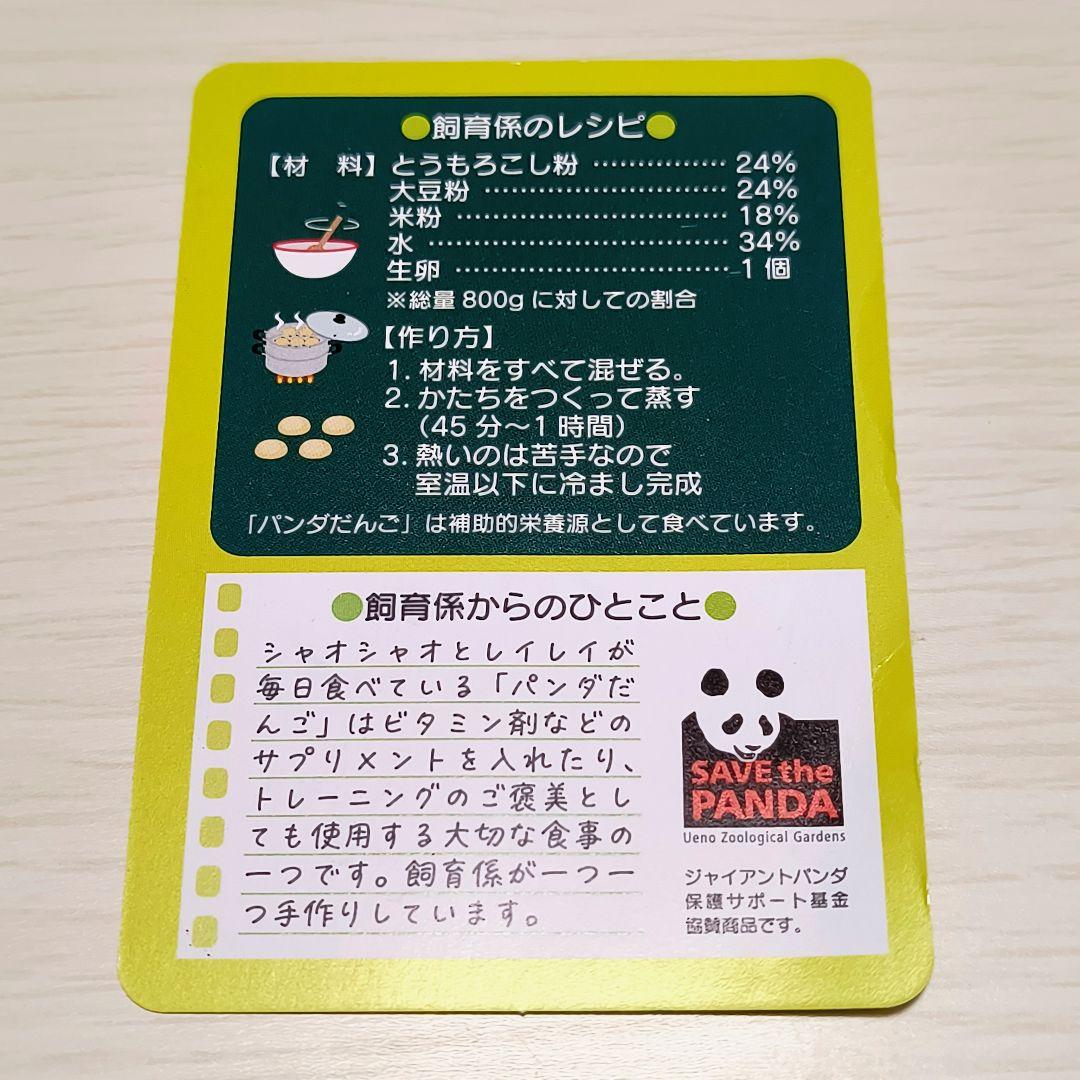 ●飼育係のレシピ●
【材　料】とうもろこし粉 ……………… 24%
大豆粉 ……………………… 24%
米粉 ………………………… 18%
水 …………………………… 34%
生卵 ………………………… 1個
※総量800gに対しての割合
【作り方】
1. 材料をすべて混ぜる。
2. かたちをつくって蒸す
（45分～1時間）
3. 熱いのは苦手なので
室温以下に冷まし完成
「パンダだんご」は補助的栄養源として食べています。
●飼育係からのひとこと●
シャオシャオとレイレイが
毎日食べている「パンダだ
んご」はビタミン剤などの
サプリメントを入れたり、
トレーニングのご褒美とし
ても使用する大切な食事の
一つです。飼育係が一つ一
つ手作りしています。
SAVE the
PANDA
Ueno Zoological Gardens
ジャイアントパンダ
保護サポート基金
協賛商品です。